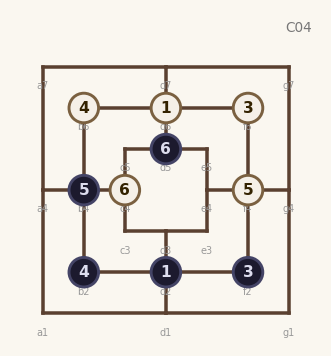 C04
a7 d7 g7
4 1 3
b6 d6 f6
6
c5 d5 e5
5 6 5
a4 b4 c4 e4 f4 g4
c3 d3 e3
4 1 3
b2 d2 f2
a1 d1 g1